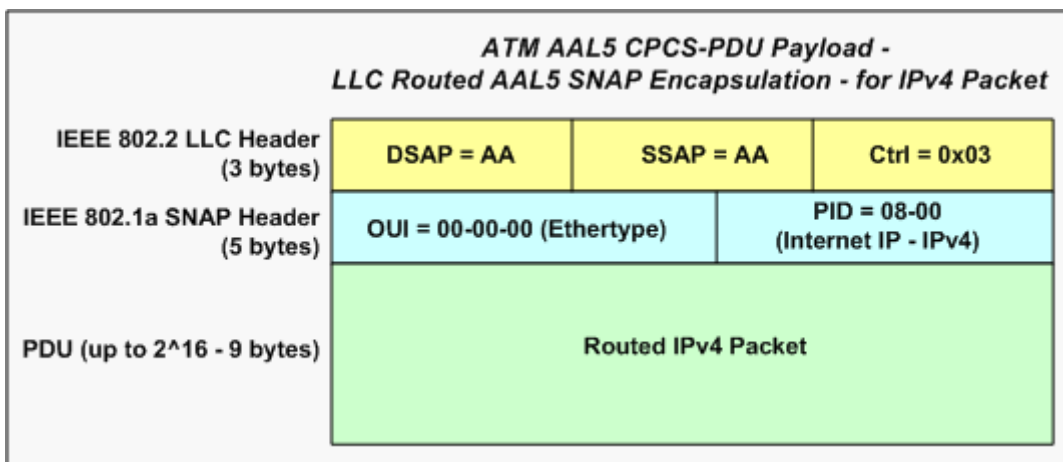 ATM AAL5 CPCS-PDU Payload -
LLC Routed AAL5 SNAP Encapsulation - for IPv4 Packet
IEEE 802.2 LLC Header
(3 bytes)
DSAP = AA
SSAP = AA
Ctrl = 0x03
IEEE 802.1a SNAP Header
(5 bytes)
OUI = 00-00-00 (Ethertype)
PID = 08-00
(Internet IP - IPv4)
PDU (up to 2^16 - 9 bytes)
Routed IPv4 Packet